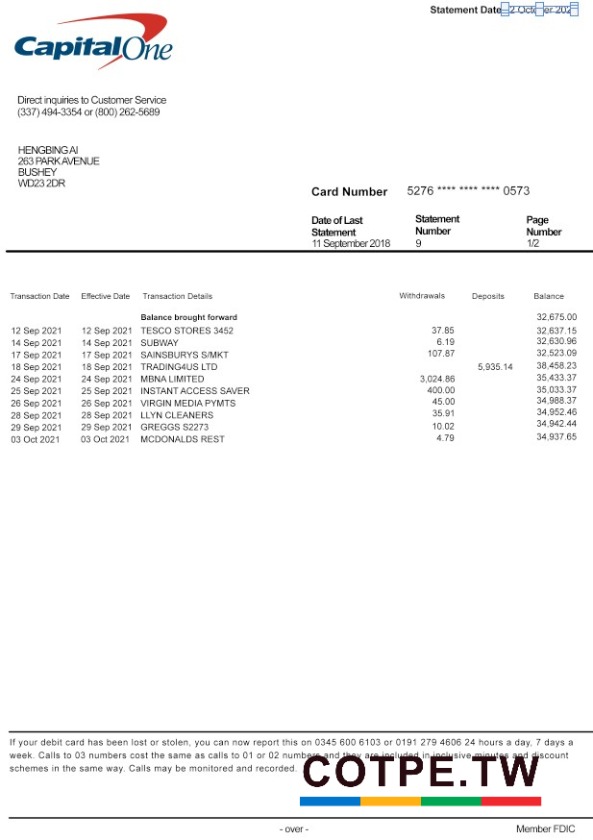 Statement Date
CapitalOne
Direct inquiries to Customer Service
(337) 494-3354 or (800) 262-5689
HENGBING AI
263 PARK AVENUE
BUSHEY
WD23 2DR
Card Number 5276 **** **** **** 0573
Date of Last Statement Statement Number Page Number
11 September 2018 9 1/2
Transaction Date Effective Date Transaction Details Withdrawals Deposits Balance
Balance brought forward 32,675.00
12 Sep 2021 12 Sep 2021 TESCO STORES 3452 37.85 32,637.15
14 Sep 2021 14 Sep 2021 SUBWAY 6.19 32,630.96
17 Sep 2021 17 Sep 2021 SAINSBURYS S/MKT 107.87 32,523.09
18 Sep 2021 18 Sep 2021 TRADING4US LTD 5,935.14 38,458.23
24 Sep 2021 24 Sep 2021 MBNA LIMITED 3,024.86 35,433.37
25 Sep 2021 25 Sep 2021 INSTANT ACCESS SAVER 400.00 35,033.37
26 Sep 2021 26 Sep 2021 VIRGIN MEDIA PYMTS 45.00 34,988.37
28 Sep 2021 28 Sep 2021 LLYN CLEANERS 35.91 34,952.46
29 Sep 2021 29 Sep 2021 GREGGS S2273 10.02 34,942.44
03 Oct 2021 03 Oct 2021 MCDONALDS REST 4.79 34,937.65
If your debit card has been lost or stolen, you can now report this on 0345 600 6103 or 0191 279 4606 24 hours a day, 7 days a
week. Calls to 03 numbers cost the same as calls to 01 or 02 numbers and they are included in inclusive minutes and discount
schemes in the same way. Calls may be monitored and recorded.
COTPE.TW
- over - Member FDIC